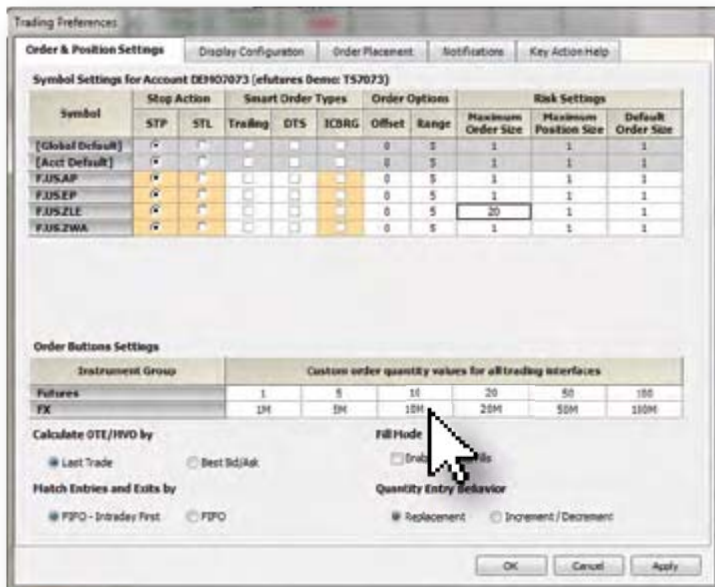 Trading Preferences
Order & Position Settings Display Configuration Order Placement Notifications Key Action Help
Symbol Settings for Account DEMO7073 (efutures Demo: TS7073)
Symbol Stop Action Smart Order Types Order Options Risk Settings
STP STL Trailing DTS ICBRG Offset Range Maximum Order Size Maximum Position Size Default Order Size
[Global Default] 0 5 1 1 1
[Acct Default] 0 5 1 1 1
F.US.AP 0 5 1 1 1
F.US.EP 0 5 1 1 1
F.US.ZLE 0 5 20 1 1
F.US.ZWA 0 5 1 1 1
Order Buttons Settings
Instrument Group Custom order quantity values for all trading interfaces
Futures 1 5 10 20 50 100
FX 1M 5M 10M 20M 50M 100M
Calculate OTE/MVO by Fill Mode
Last Trade Best Bid/Ask
Match Entries and Exits by Quantity Entry Behavior
FIFO - Intraday First FIFO Replacement Increment/Decrement
OK Cancel Apply